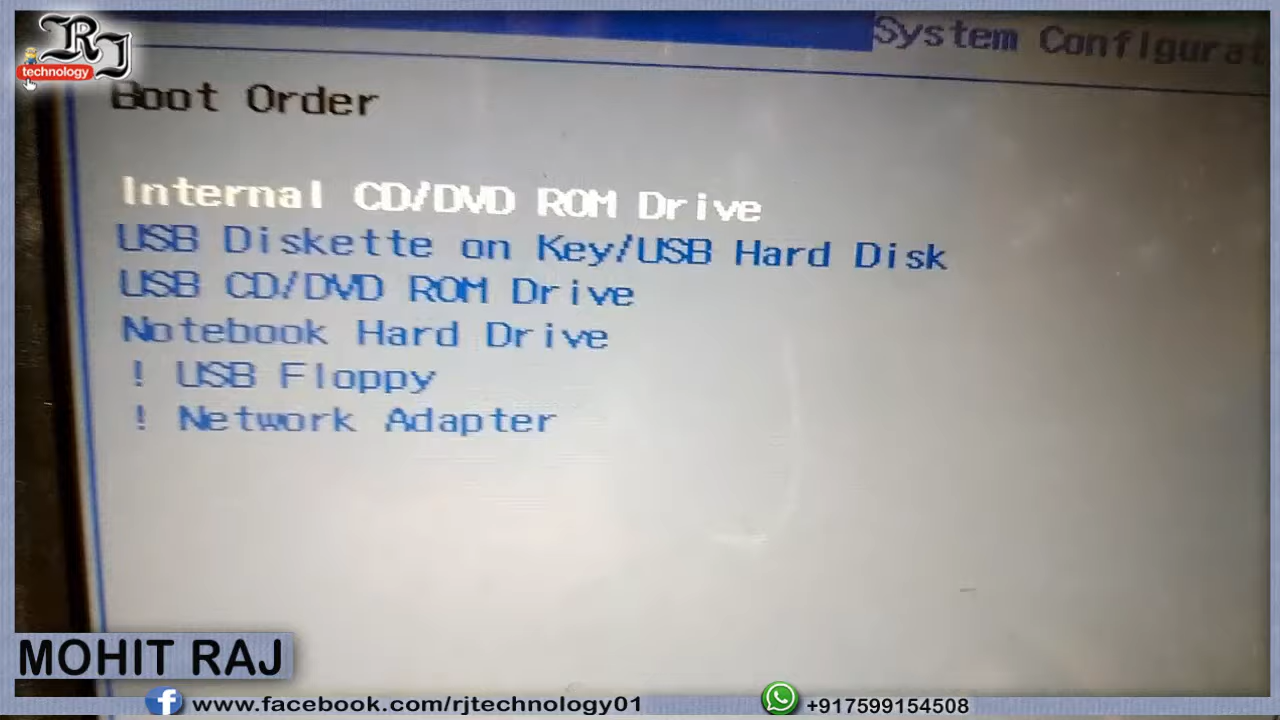 RJ
technology
System Configurat
Boot Order
Internal CD/DVD ROM Drive
USB Diskette on Key/USB Hard Disk
USB CD/DVD ROM Drive
Notebook Hard Drive
! USB Floppy
! Network Adapter
MOHIT RAJ
www.facebook.com/rjtechnology01
+917599154508